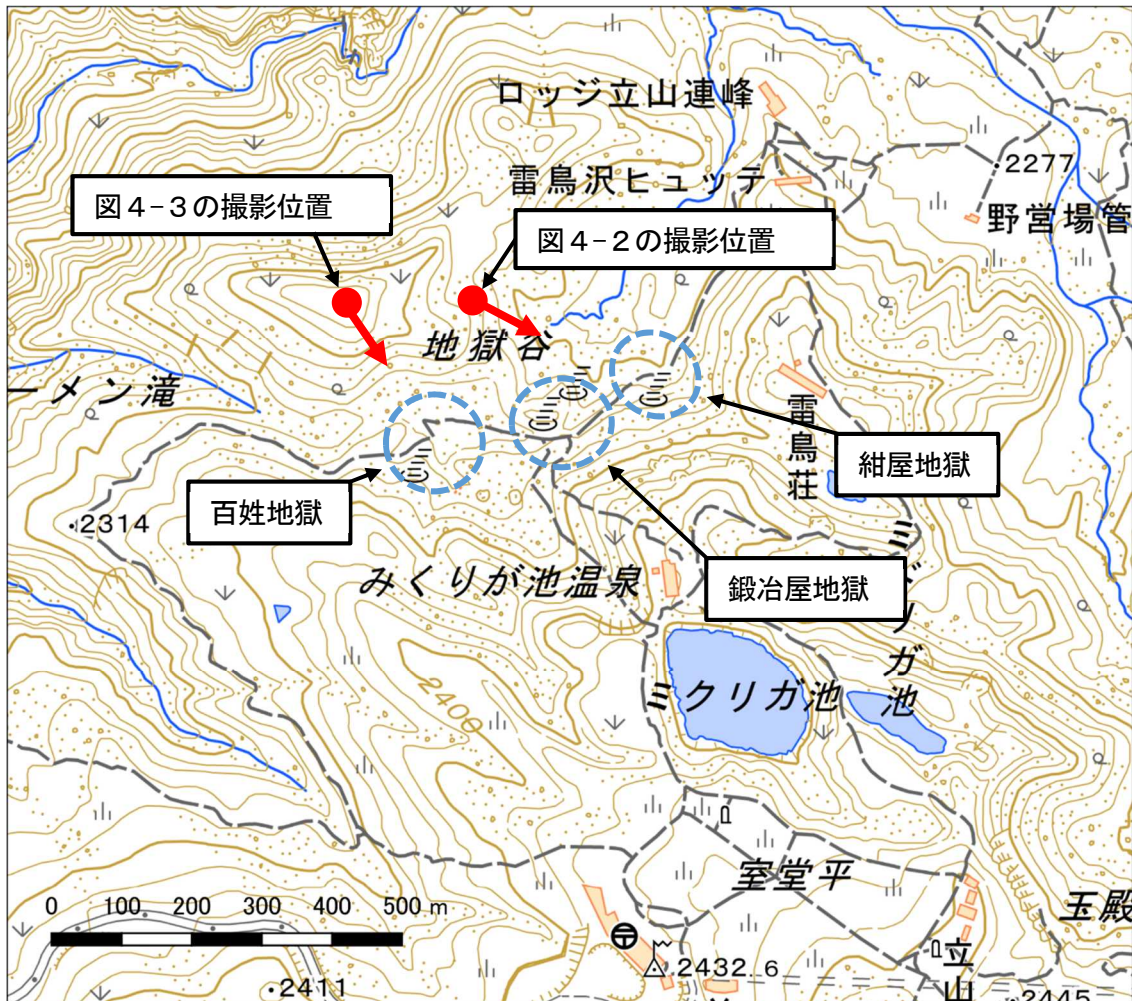 ロッジ立山連峰
雷鳥沢ヒュッテ
2277
野営場管
図４-３の撮影位置
図４-２の撮影位置
地獄谷
ーメン滝
雷鳥荘
紺屋地獄
百姓地獄
2314
みくりが池温泉
鍛冶屋地獄
ミドリガ池
ミクリガ池
2400
室堂平
玉殿
立山
0 100 200 300 400 500 m
2432.6
2411
2445